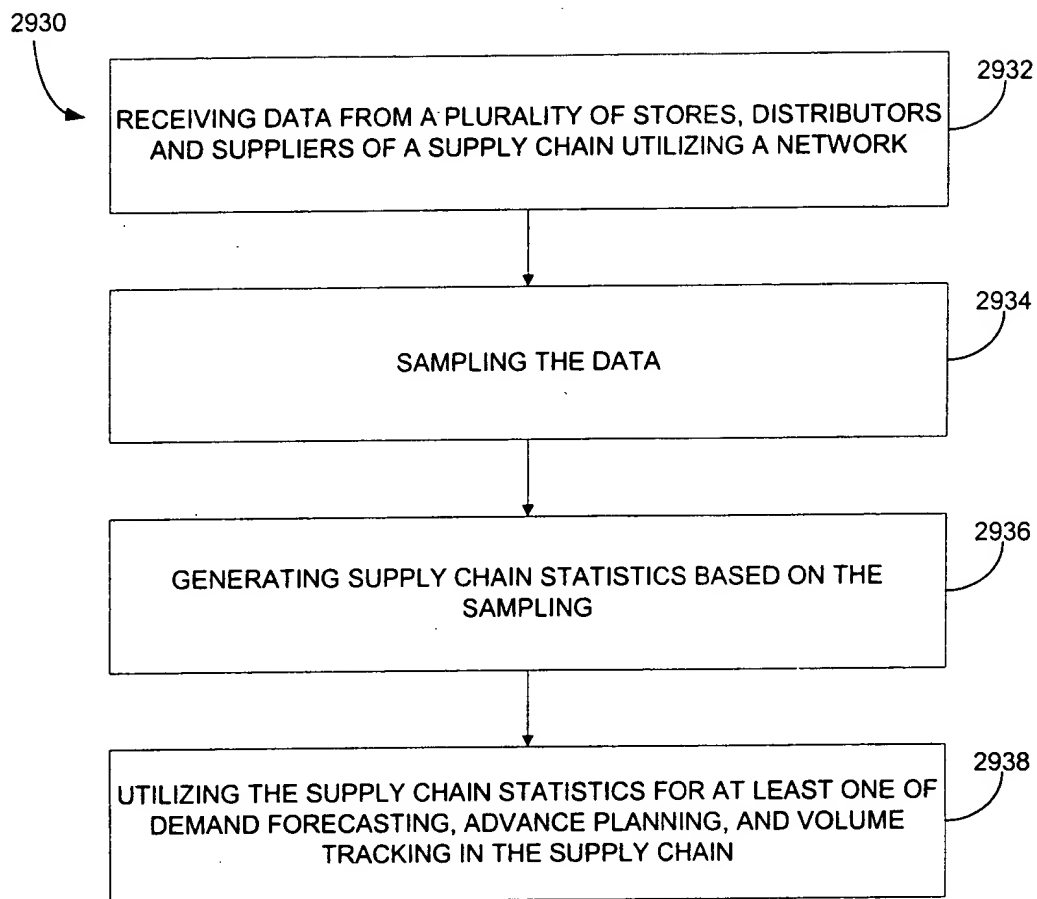 2930
2932
RECEIVING DATA FROM A PLURALITY OF STORES, DISTRIBUTORS
AND SUPPLIERS OF A SUPPLY CHAIN UTILIZING A NETWORK
2934
SAMPLING THE DATA
2936
GENERATING SUPPLY CHAIN STATISTICS BASED ON THE
SAMPLING
2938
UTILIZING THE SUPPLY CHAIN STATISTICS FOR AT LEAST ONE OF
DEMAND FORECASTING, ADVANCE PLANNING, AND VOLUME
TRACKING IN THE SUPPLY CHAIN